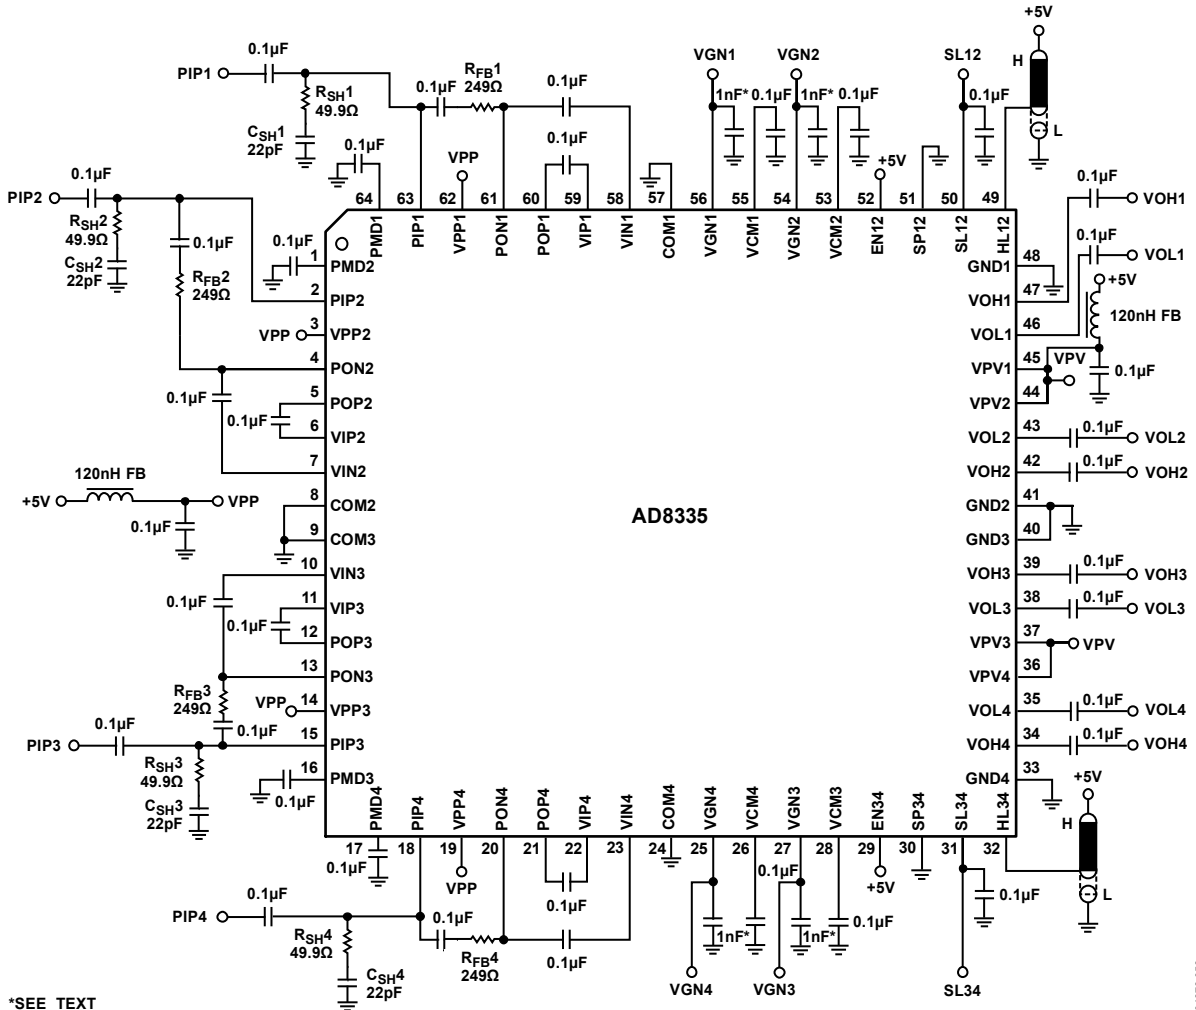 +5V
0.1µF
PIP1
RFB1
249Ω
0.1µF
0.1µF
RSH1
49.9Ω
CSH1
22pF
0.1µF
VPP
0.1µF
VGN1
VGN2
SL12
H
L
1nF*
0.1µF
1nF*
0.1µF
+5V
0.1µF
64 63 62 61 60 59 58 57 56 55 54 53 52 51 50 49
PMD1 PIP1 VPP1 PON1 POP1 VIP1 VIN1 COM1 VGN1 VCM1 VGN2 VCM2 EN12 SP12 SL12 HL12
PIP2
0.1µF
RSH2
49.9Ω
CSH2
22pF
0.1µF
RFB2
249Ω
0.1µF
1 PMD2
2 PIP2
VPP
3 VPP2
4 PON2
0.1µF
5 POP2
0.1µF
6 VIP2
7 VIN2
120nH FB
+5V
VPP
0.1µF
8 COM2
9 COM3
10 VIN3
0.1µF
11 VIP3
0.1µF
12 POP3
13 PON3
RFB3
249Ω
VPP
14 VPP3
0.1µF
PIP3
0.1µF
15 PIP3
RSH3
49.9Ω
CSH3
22pF
16 PMD3
0.1µF
AD8335
GND1 48
VOH1 47
0.1µF
VOH1
VOL1 46
0.1µF
VOL1
+5V
120nH FB
VPV1 45
VPV
0.1µF
VPV2 44
VOL2 43
0.1µF
VOL2
VOH2 42
0.1µF
VOH2
GND2 41
GND3 40
VOH3 39
0.1µF
VOH3
VOL3 38
0.1µF
VOL3
VPV3 37
VPV
VPV4 36
VOL4 35
0.1µF
VOL4
VOH4 34
0.1µF
VOH4
GND4 33
+5V
H
L
PMD4 PIP4 VPP4 PON4 POP4 VIP4 VIN4 COM4 VGN4 VCM4 VGN3 VCM3 EN34 SP34 SL34 HL34
17 18 19 20 21 22 23 24 25 26 27 28 29 30 31 32
0.1µF
VPP
0.1µF
0.1µF
+5V
0.1µF
PIP4
0.1µF
RSH4
49.9Ω
CSH4
22pF
0.1µF
RFB4
249Ω
0.1µF
1nF*
1nF*
0.1µF
VGN4
VGN3
SL34
*SEE TEXT